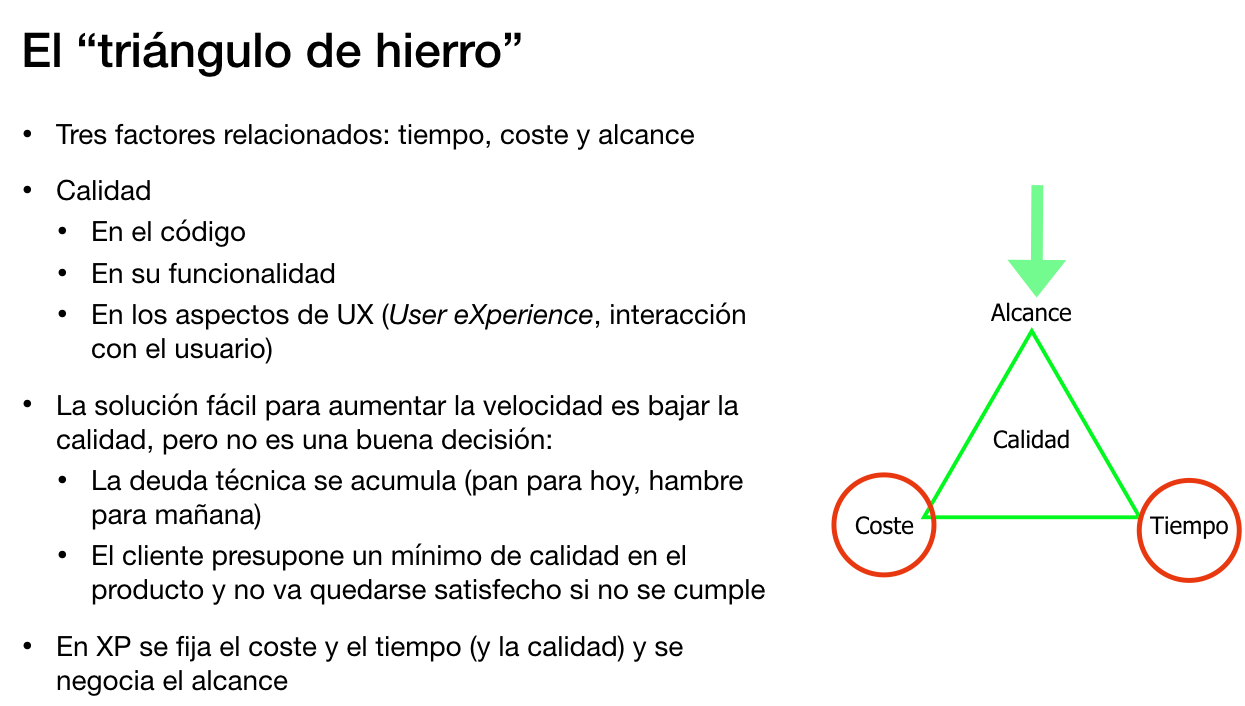 El “triángulo de hierro”
• Tres factores relacionados: tiempo, coste y alcance
• Calidad
• En el código
• En su funcionalidad
• En los aspectos de UX (User eXperience, interacción
con el usuario)
• La solución fácil para aumentar la velocidad es bajar la
calidad, pero no es una buena decisión:
• La deuda técnica se acumula (pan para hoy, hambre
para mañana)
• El cliente presupone un mínimo de calidad en el
producto y no va quedarse satisfecho si no se cumple
• En XP se fija el coste y el tiempo (y la calidad) y se
negocia el alcance
Alcance
Calidad
Coste
Tiempo